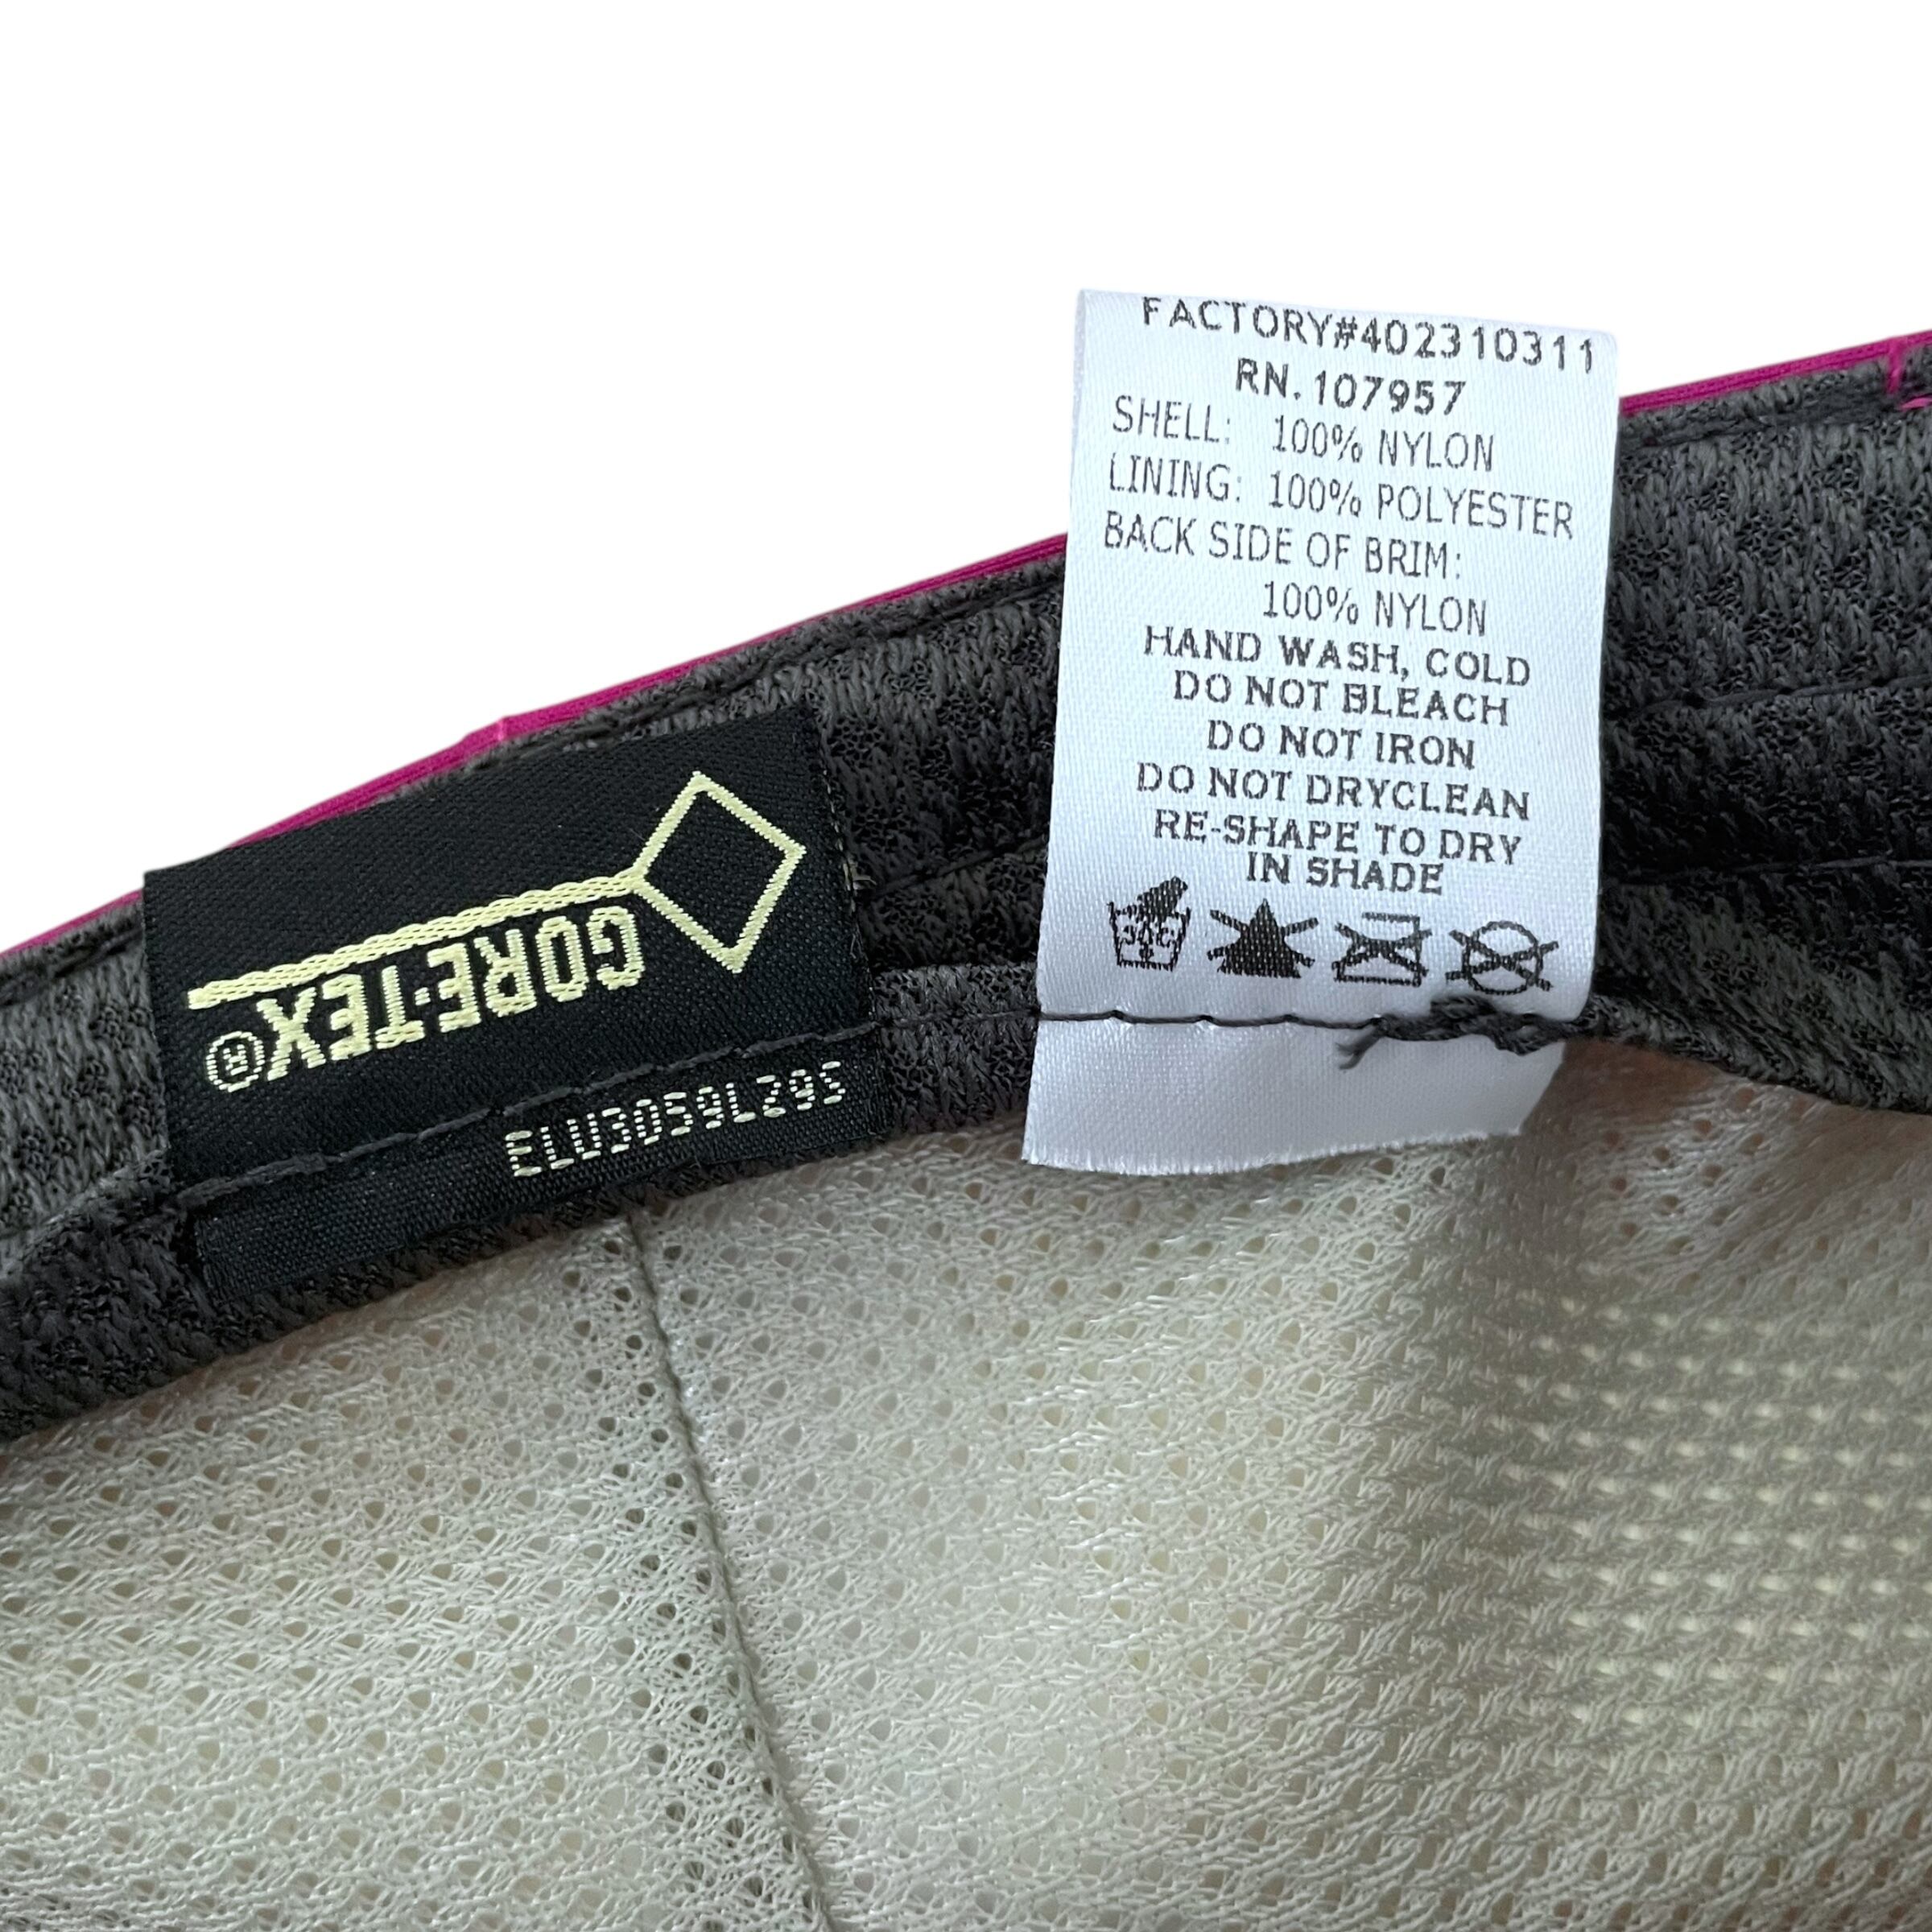 FACTORY#402310311
RN. 107957
SHELL: 100% NYLON
LINING: 100% POLYESTER
BACK SIDE OF BRIM:
100% NYLON
HAND WASH, COLD
DO NOT BLEACH
DO NOT IRON
DO NOT DRYCLEAN
RE-SHAPE TO DRY
IN SHADE
GORE-TEX®